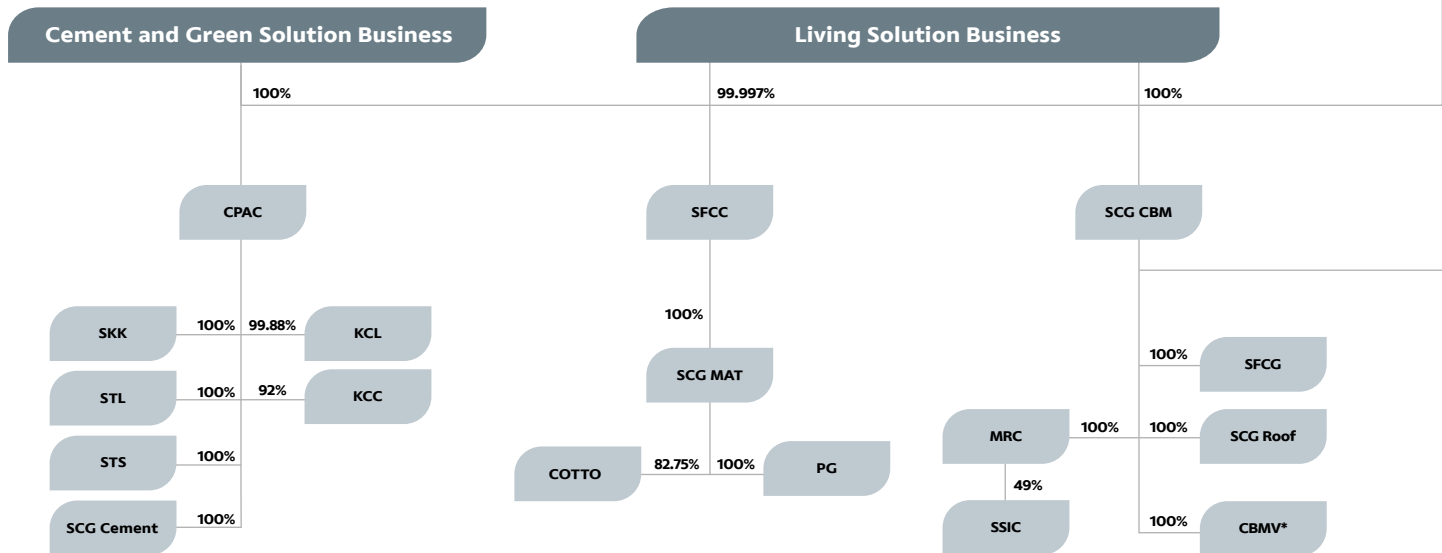 Cement and Green Solution Business
Living Solution Business
100%
99.997%
100%
CPAC
SFCC
SCG CBM
SKK
100%
99.88%
KCL
STL
100%
92%
KCC
STS
100%
SCG Cement
100%
100%
SCG MAT
COTTO
82.75%
100%
PG
100%
SFCG
MRC
100%
100%
SCG Roof
49%
SSIC
100%
CBMV*